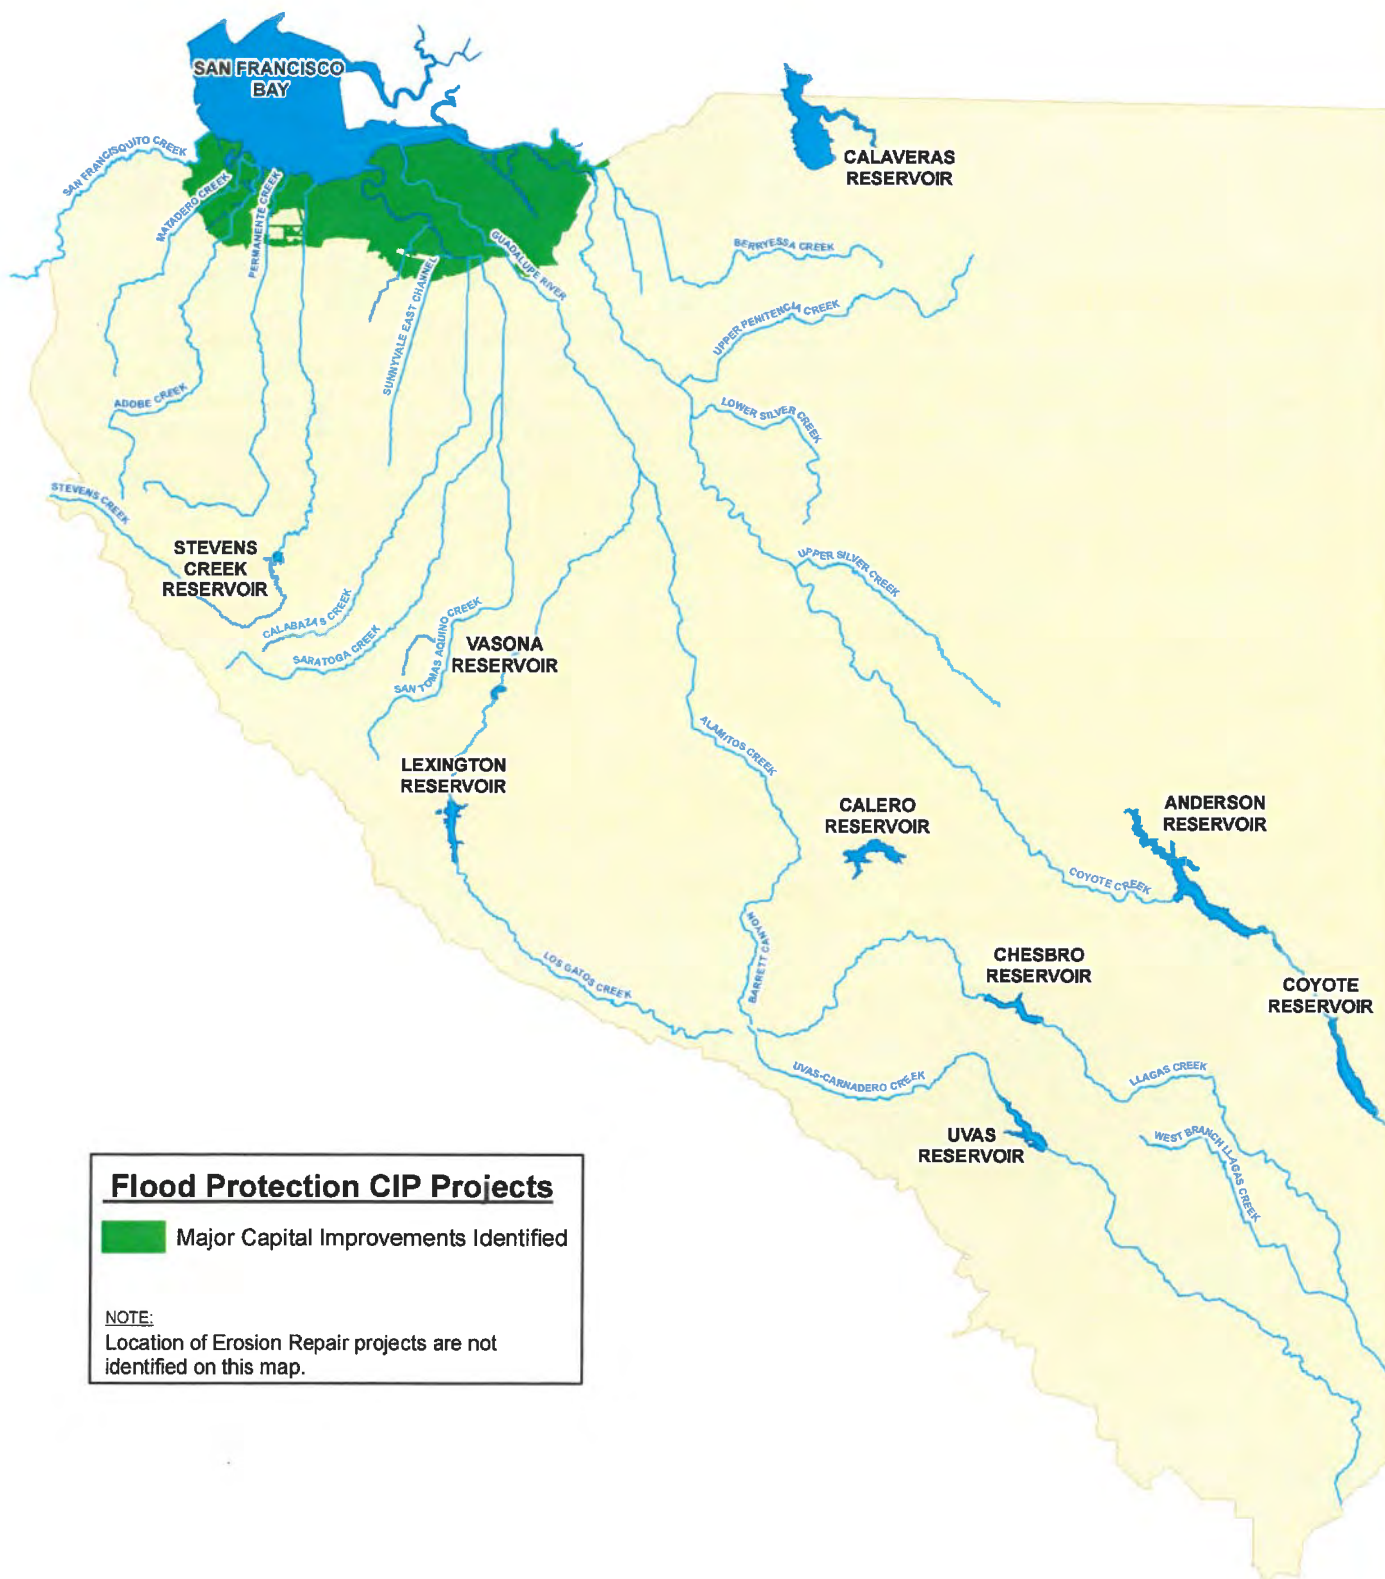 SAN FRANCISCO
BAY
CALAVERAS
RESERVOIR
SAN FRANCISQUITO CREEK
MATADERO CREEK
PERMANENTE CREEK
SUNNYVALE EAST CHANNEL
GUADALUPE RIVER
BERRYESSA CREEK
UPPER PENITENCIA CREEK
ADOBE CREEK
LOWER SILVER CREEK
STEVENS CREEK
STEVENS
CREEK
RESERVOIR
UPPER SILVER CREEK
CALABAZAS CREEK
SARATOGA CREEK
SAN TOMAS AQUINO CREEK
VASONA
RESERVOIR
ALAMITOS CREEK
LEXINGTON
RESERVOIR
CALERO
RESERVOIR
ANDERSON
RESERVOIR
COYOTE CREEK
BARRETT CANYON
LOS GATOS CREEK
CHESBRO
RESERVOIR
COYOTE
RESERVOIR
UVAS-CARNADERO CREEK
LLAGAS CREEK
UVAS
RESERVOIR
WEST BRANCH LLAGAS CREEK
Flood Protection CIP Projects
Major Capital Improvements Identified
NOTE:
Location of Erosion Repair projects are not
identified on this map.